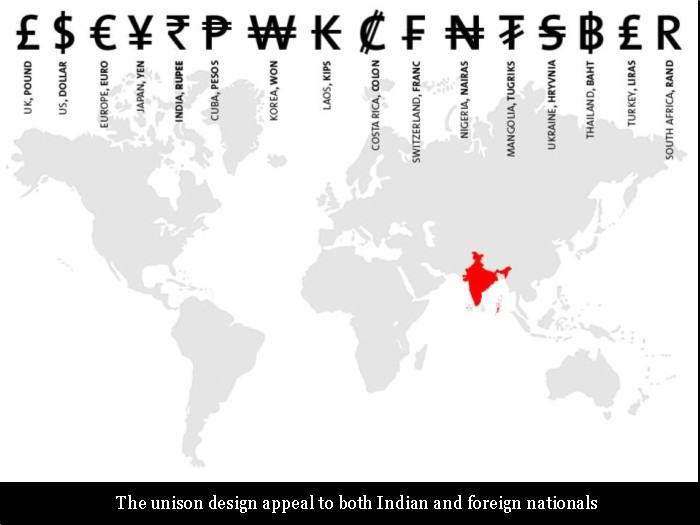 £ $ € ¥ ₹ ₱ ₩ K ₡ ₣ ₦ ₮ S ฿ £ R
UK, POUND
US, DOLLAR
EUROPE, EURO
JAPAN, YEN
INDIA, RUPEE
CUBA, PESOS
KOREA, WON
LAOS, KIPS
COSTA RICA, COLON
SWITZERLAND, FRANC
NIGERIA, NAIRAS
MANGOLIA, TUGRIKS
UKRAINE, HRYVNIA
THAILAND, BAHT
TURKEY, LIRAS
SOUTH AFRICA, RAND
The unison design appeal to both Indian and foreign nationals